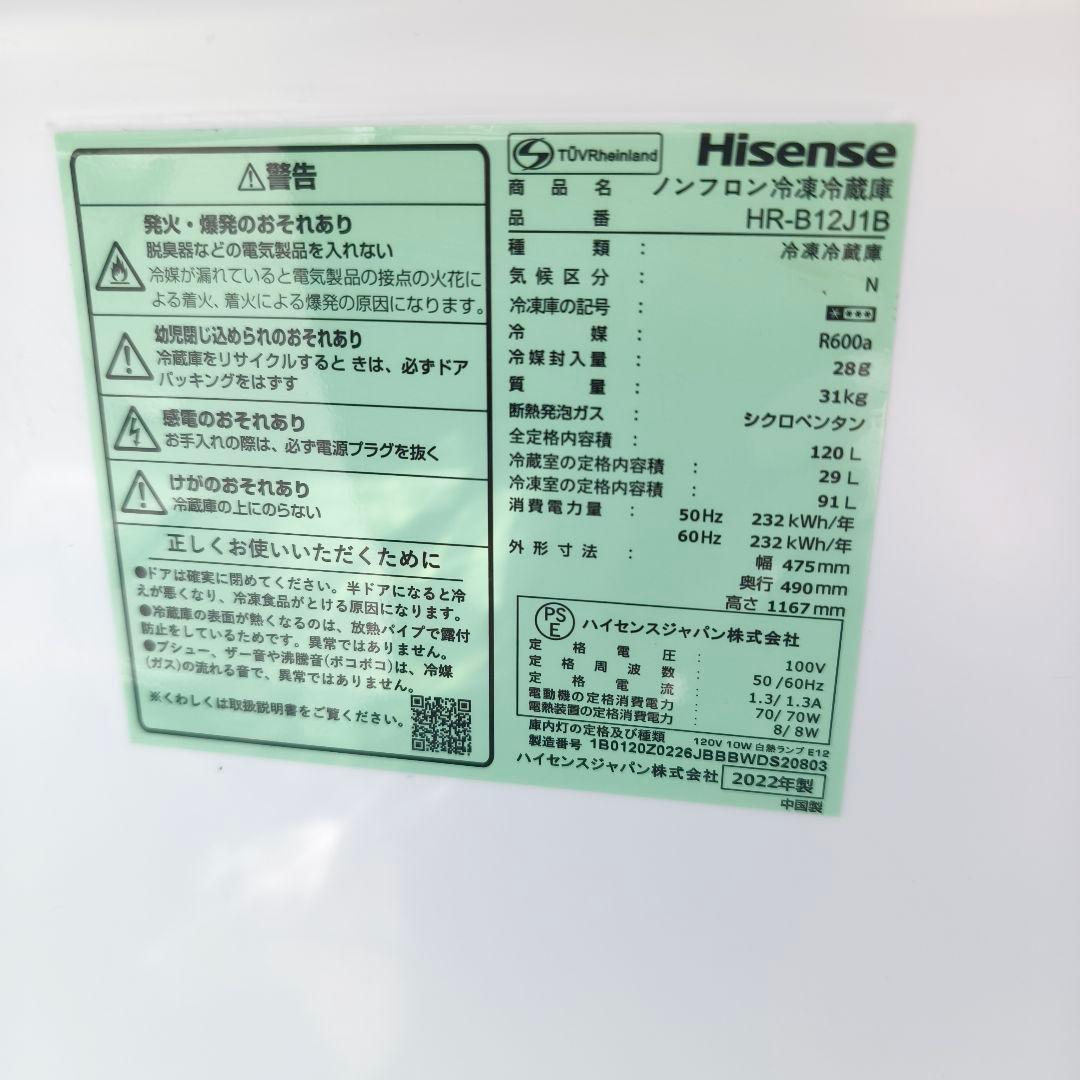 ⚠警告
発火・爆発のおそれあり
脱臭器などの電気製品を入れない
冷媒が漏れていると電気製品の接点の火花に
よる着火、着火による爆発の原因になります。
幼児閉じ込められのおそれあり
冷蔵庫をリサイクルすると きは、必ずドア
パッキングをはずす
感電のおそれあり
お手入れの際は、必ず電源プラグを抜く
けがのおそれあり
冷蔵庫の上にのらない
正しくお使いいただくために
●ドアは確実に閉めてください。半ドアになると冷
えが悪くなり、冷凍食品がとける原因になります。
●冷蔵庫の表面が熱くなるのは、放熱パイプで露付
防止をしているためです。異常ではありません。
●プシュー、ザー音や沸騰音(ポコポコ)は、冷媒
(ガス)の流れる音で、異常ではありません。
※くわしくは取扱説明書をご覧ください。
TÜVRheinland
Hisense
商品名 ノンフロン冷凍冷蔵庫
品番 HR-B12J1B
種類 : 冷凍冷蔵庫
気候区分 : N
冷凍庫の記号 : ****
冷媒 : R600a
冷媒封入量 : 28g
質量 : 31kg
断熱発泡ガス : シクロペンタン
全定格内容積 : 120 L
冷蔵室の定格内容積 : 29 L
冷凍室の定格内容積 : 91 L
消費電力量 : 50Hz 232 kWh/年
60Hz 232 kWh/年
外形寸法 : 幅 475mm
奥行 490mm
高さ 1167mm
PS
E
ハイセンスジャパン株式会社
定格電圧 : 100V
定格周波数 : 50/60Hz
定格電流 : 1.3/ 1.3A
電動機の定格消費電力 : 70/ 70W
電熱装置の定格消費電力 : 8/ 8W
庫内灯の定格及び種類 120V 10W 白熱ランプ E12
製造番号 1B0120Z0226JBBBWDS20803
ハイセンスジャパン株式会社 2022年製
中国製